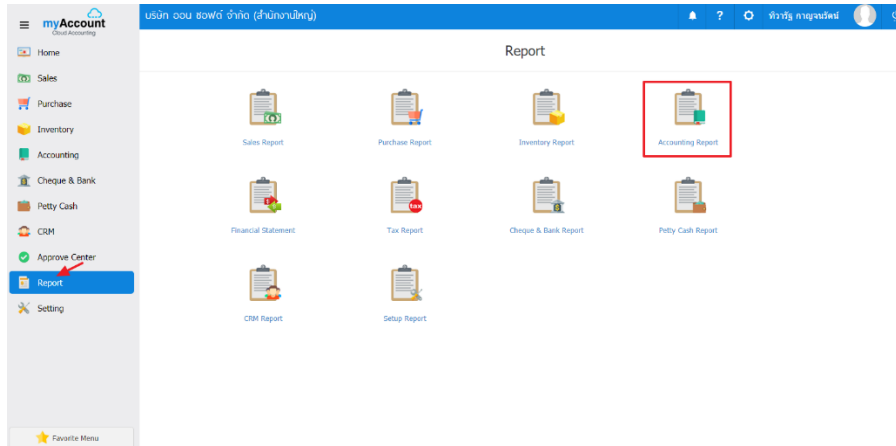 myAccount
Cloud Accounting
บริษัท ออน ซอฟต์ จำกัด (สำนักงานใหญ่)
?
ทิวารัฐ กาญจนรัตน์
Report
Home
Sales
Purchase
Inventory
Accounting
Cheque & Bank
Petty Cash
CRM
Approve Center
Report
Setting
Favorite Menu
Sales Report
Purchase Report
Inventory Report
Accounting Report
Financial Statement
tax
Tax Report
Cheque & Bank Report
Petty Cash Report
CRM Report
Setup Report